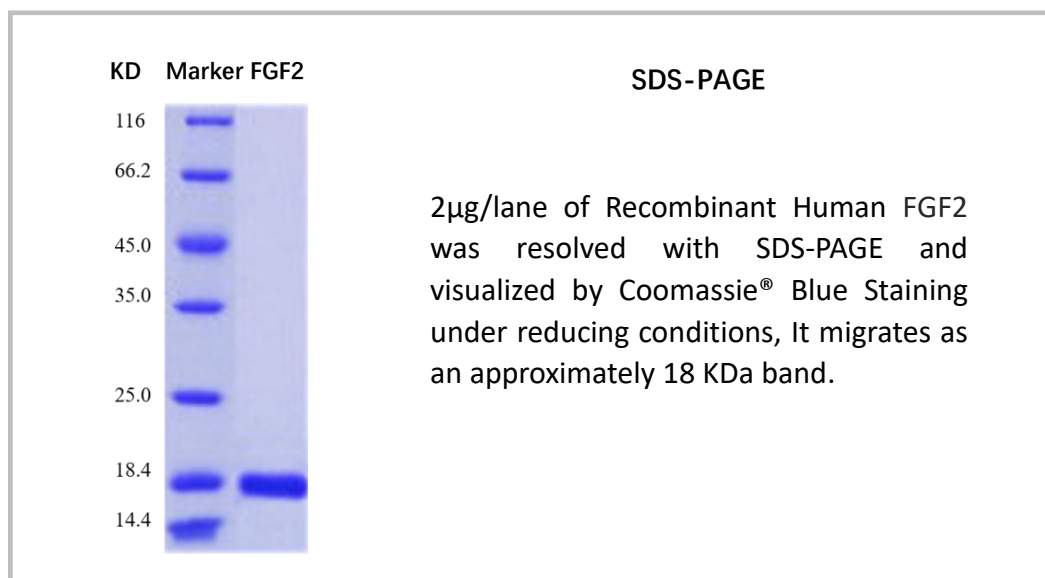 KD Marker FGF2
SDS-PAGE
116
66.2
45.0
35.0
25.0
18.4
14.4
2μg/lane of Recombinant Human FGF2
was resolved with SDS-PAGE and
visualized by Coomassie® Blue Staining
under reducing conditions, It migrates as
an approximately 18 KDa band.